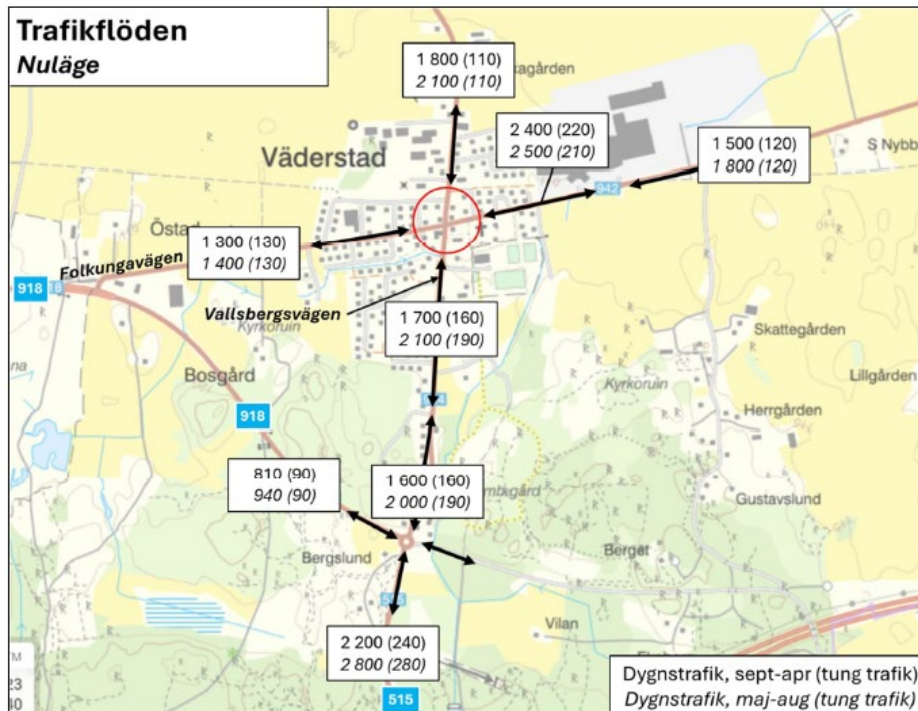 Trafikflöden
Nuläge
1 800 (110)
2 100 (110)
2 400 (220)
2 500 (210)
1 500 (120)
1 800 (120)
S Nybb
Väderstad
942
Östad
1 300 (130)
1 400 (130)
Folkungavägen
918
Vallsbergsvägen
Kyrkoruin
1 700 (160)
2 100 (190)
Skattegården
Kyrkoruin
Lillgården
Bosgård
918
Herrgården
810 (90)
940 (90)
1 600 (160)
2 000 (190)
Gustavslund
Bergslund
Berget
Vilan
2 200 (240)
2 800 (280)
515
Dygnstrafik, sept-apr (tung trafik)
Dygnstrafik, maj-aug (tung trafik)
23
40